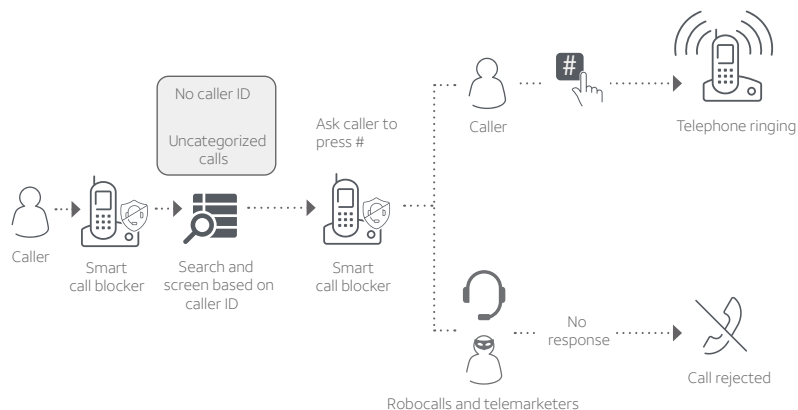 No caller ID
Uncategorized
calls
Ask caller to
press #
#
Caller
Telephone ringing
Caller
Smart
call blocker
Search and
screen based on
caller ID
Smart
call blocker
No
response
Call rejected
Robocalls and telemarketers